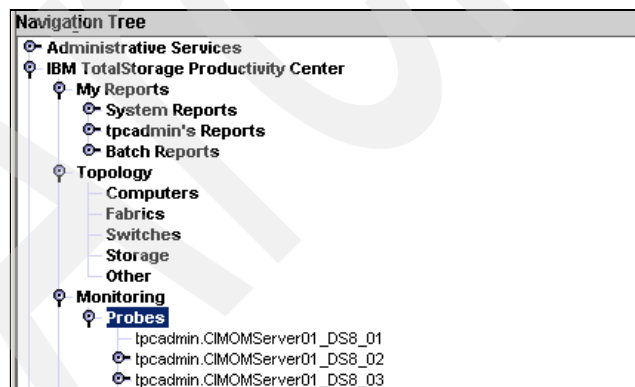 Navigation Tree
Administrative Services
IBM TotalStorage Productivity Center
My Reports
System Reports
tpcadmin's Reports
Batch Reports
Topology
Computers
Fabrics
Switches
Storage
Other
Monitoring
Probes
tpcadmin.CIMOMServer01_DS8_01
tpcadmin.CIMOMServer01_DS8_02
tpcadmin.CIMOMServer01_DS8_03